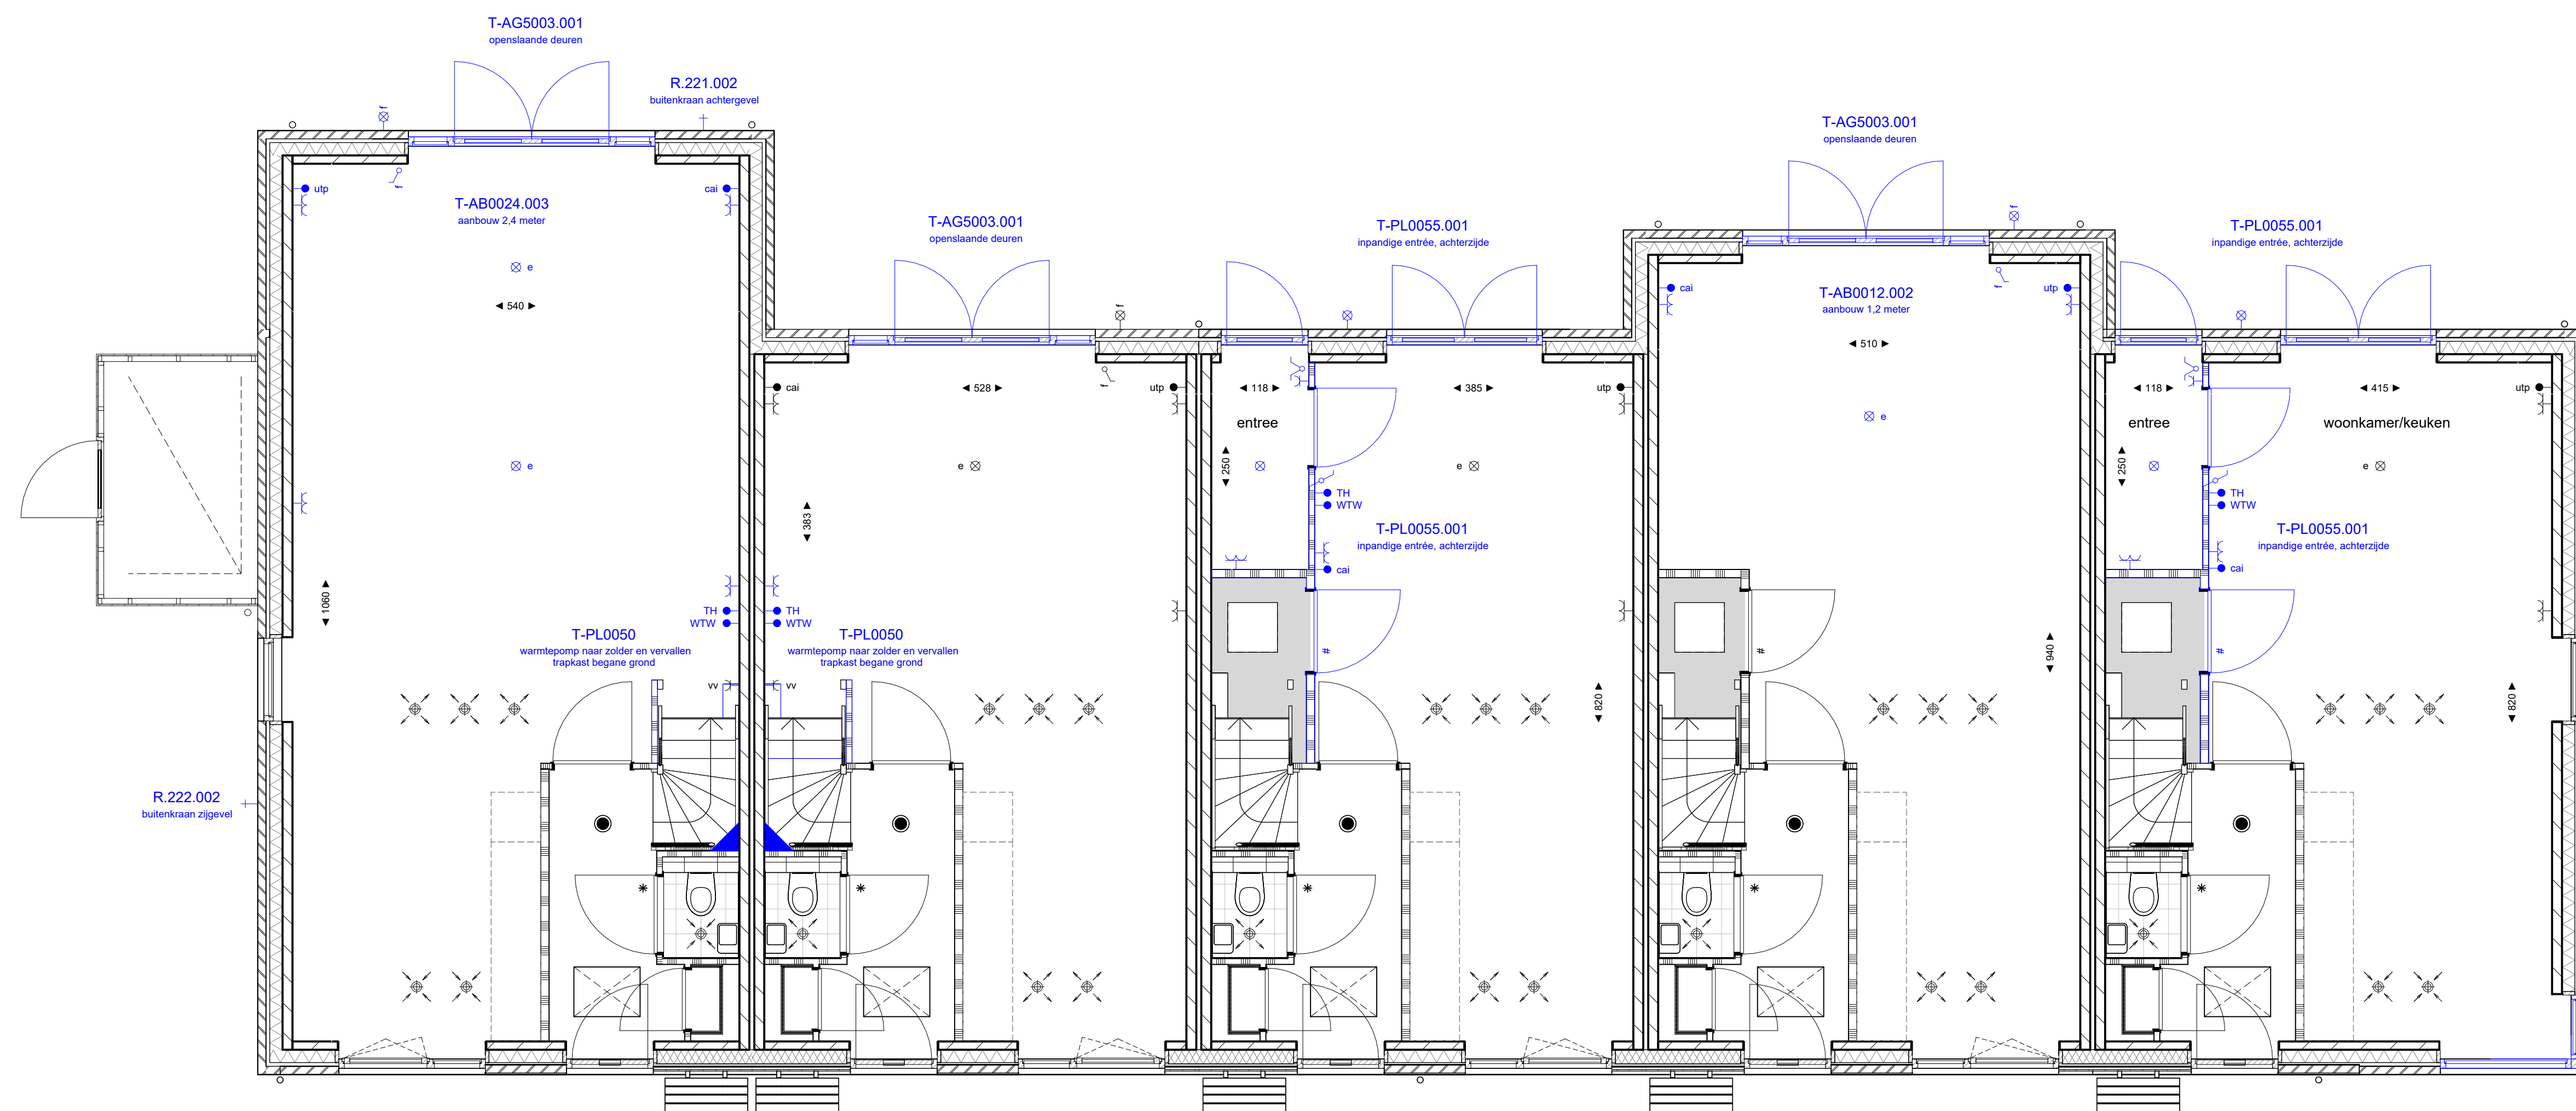 T-AG5003.001
openslaande deuren
R.221.002
buitenkraan achtergevel
f
utp
f
cai
T-AB0024.003
aanbouw 2,4 meter
e
◄ 540 ►
e
◄ 1060 ►
TH
WTW
T-PL0050
warmtepomp naar zolder en vervallen
trapkast begane grond
vv
R.222.002
buitenkraan zijgevel
*
T-AG5003.001
openslaande deuren
f
cai
◄ 528 ►
f
utp
e
◄ 383 ►
TH
WTW
T-PL0050
warmtepomp naar zolder en vervallen
trapkast begane grond
vv
*
T-PL0055.001
inpandige entrée, achterzijde
◄ 118 ►
◄ 385 ►
utp
entree
◄ 250 ►
e
TH
WTW
T-PL0055.001
inpandige entrée, achterzijde
cai
#
◄ 820 ►
*
T-AG5003.001
openslaande deuren
f
cai
T-AB0012.002
aanbouw 1,2 meter
f
utp
◄ 510 ►
e
#
◄ 940 ►
*
T-PL0055.001
inpandige entrée, achterzijde
◄ 118 ►
◄ 415 ►
utp
entree
woonkamer/keuken
◄ 250 ►
e
TH
WTW
T-PL0055.001
inpandige entrée, achterzijde
cai
#
◄ 820 ►
*